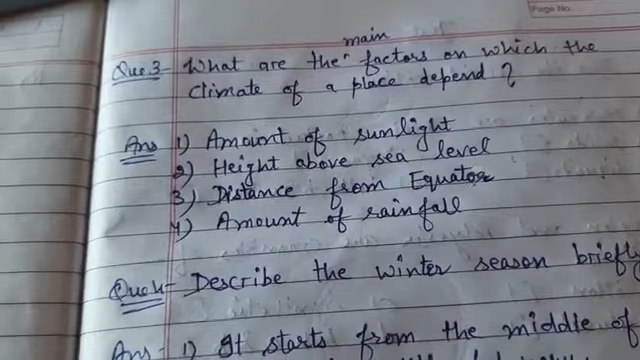 Page No.
Que 3 - What are the main factors on which the
climate of a place depend ?
Ans 1) Amount of sunlight
2) Height above sea level
3) Distance from Equator
4) Amount of rainfall
Que 4 - Describe the winter season briefly
Ans - 1) It starts from the middle of